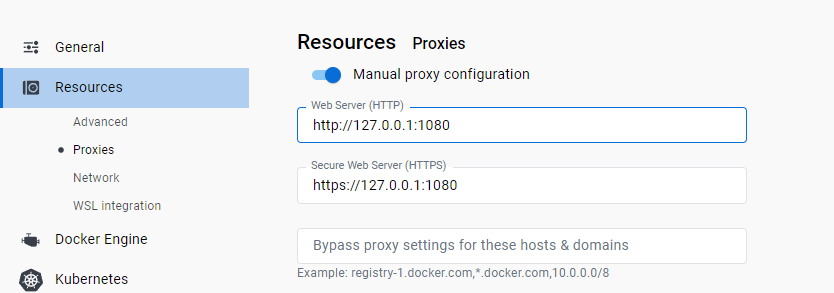 General
Resources
Advanced
Proxies
Network
WSL integration
Docker Engine
Kubernetes
Resources Proxies
Manual proxy configuration
Web Server (HTTP)
http://127.0.0.1:1080
Secure Web Server (HTTPS)
https://127.0.0.1:1080
Bypass proxy settings for these hosts & domains
Example: registry-1.docker.com,*.docker.com,10.0.0.0/8